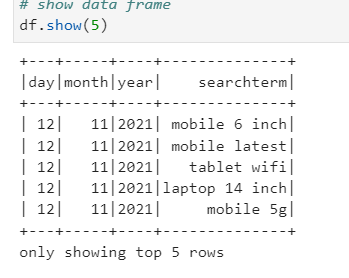 # show data frame
df.show(5)
+---+-----+----+--------------+
|day|month|year|    searchterm|
+---+-----+----+--------------+
| 12|   11|2021| mobile 6 inch|
| 12|   11|2021| mobile latest|
| 12|   11|2021|   tablet wifi|
| 12|   11|2021|laptop 14 inch|
| 12|   11|2021|     mobile 5g|
+---+-----+----+--------------+
only showing top 5 rows